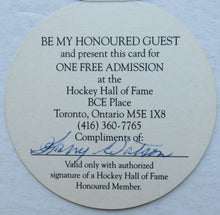 BE MY HONOURED GUEST
and present this card for
ONE FREE ADMISSION
at the
Hockey Hall of Fame
BCE Place
Toronto, Ontario M5E 1X8
(416) 360-7765
Compliments of:
Harry Watson
Valid only with authorized
signature of a Hockey Hall of Fame
Honoured Member.